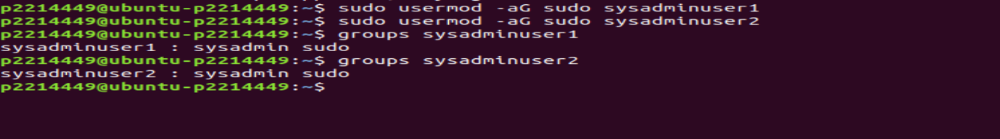 p2214449@ubuntu-p2214449:~$ sudo usermod -aG sudo sysadminuser1
p2214449@ubuntu-p2214449:~$ sudo usermod -aG sudo sysadminuser2
p2214449@ubuntu-p2214449:~$ groups sysadminuser1
sysadminuser1 : sysadmin sudo
p2214449@ubuntu-p2214449:~$ groups sysadminuser2
sysadminuser2 : sysadmin sudo
p2214449@ubuntu-p2214449:~$